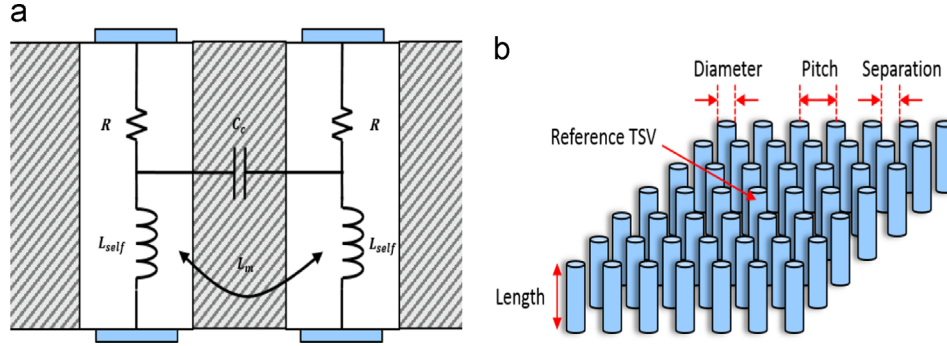 a
R
C_c
R
L_self
L_m
L_self
b
Diameter
Pitch
Separation
Reference TSV
Length